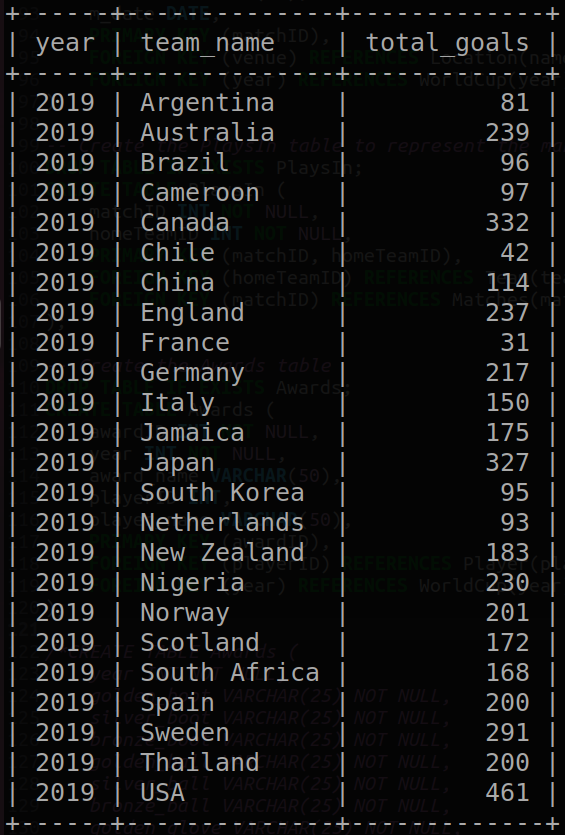 +------+--------------+-------------+
| year | team_name    | total_goals |
+------+--------------+-------------+
| 2019 | Argentina    |          81 |
| 2019 | Australia    |         239 |
| 2019 | Brazil       |          96 |
| 2019 | Cameroon     |          97 |
| 2019 | Canada       |         332 |
| 2019 | Chile        |          42 |
| 2019 | China        |         114 |
| 2019 | England      |         237 |
| 2019 | France       |          31 |
| 2019 | Germany      |         217 |
| 2019 | Italy        |         150 |
| 2019 | Jamaica      |         175 |
| 2019 | Japan        |         327 |
| 2019 | South Korea  |          95 |
| 2019 | Netherlands  |          93 |
| 2019 | New Zealand  |         183 |
| 2019 | Nigeria      |         230 |
| 2019 | Norway       |         201 |
| 2019 | Scotland     |         172 |
| 2019 | South Africa |         168 |
| 2019 | Spain        |         200 |
| 2019 | Sweden       |         291 |
| 2019 | Thailand     |         200 |
| 2019 | USA          |         461 |
+------+--------------+-------------+